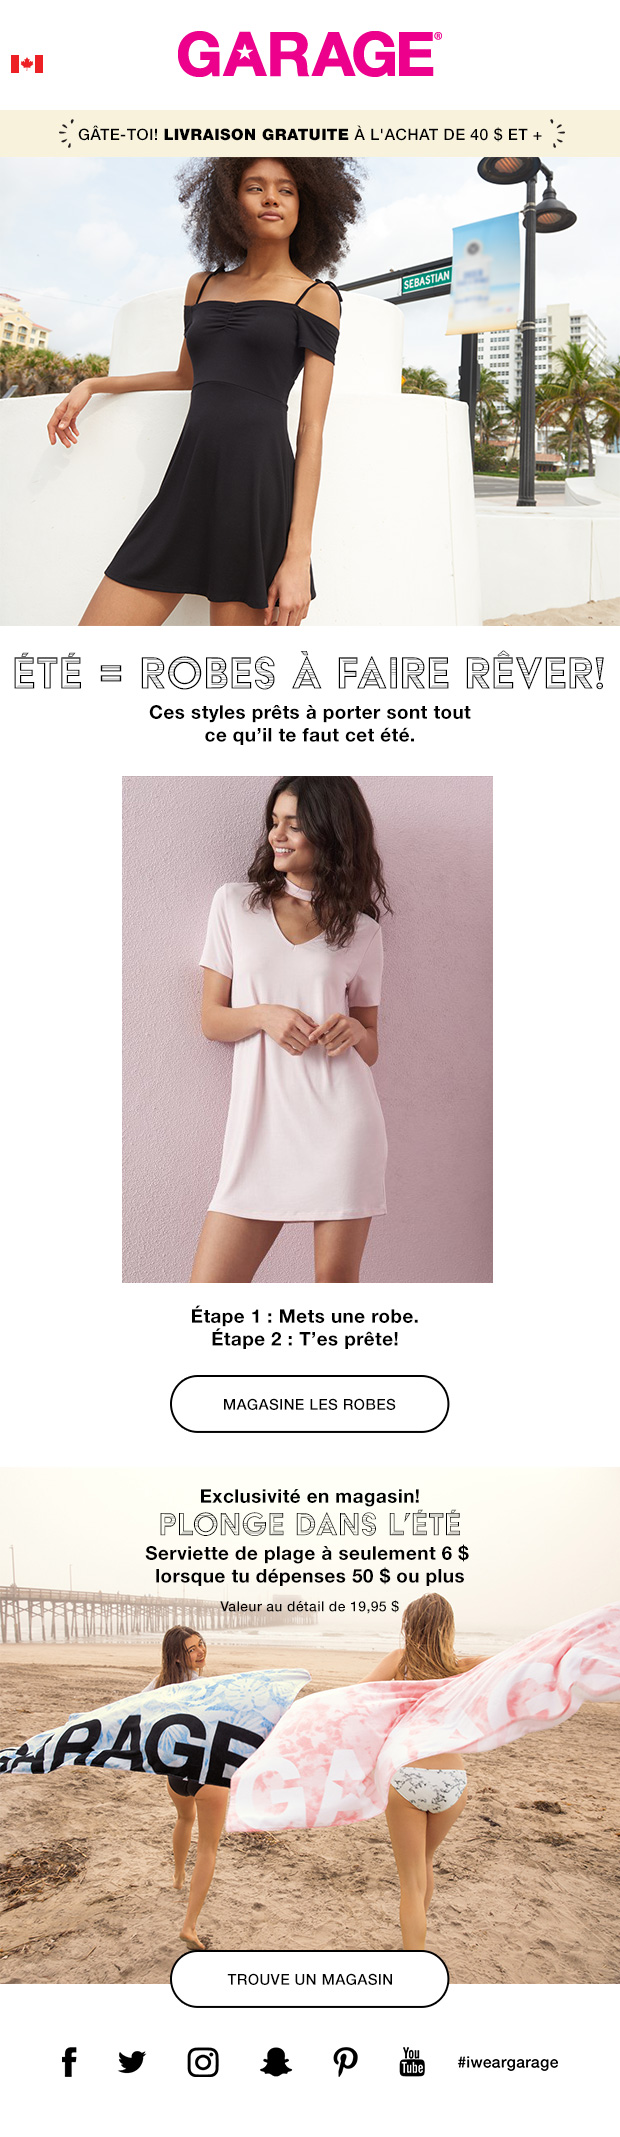 GARAGE®
GÂTE-TOI! LIVRAISON GRATUITE À L'ACHAT DE 40 $ ET +
SEBASTIAN
ÉTÉ = ROBES À FAIRE RÊVER!
Ces styles prêts à porter sont tout
ce qu'il te faut cet été.
Étape 1 : Mets une robe.
Étape 2 : T'es prête!
MAGASINE LES ROBES
Exclusivité en magasin!
PLONGE DANS L'ÉTÉ
Serviette de plage à seulement 6 $
lorsque tu dépenses 50 $ ou plus
Valeur au détail de 19,95 $
GARAGE
GA
TROUVE UN MAGASIN
You
Tube
#iweargarage